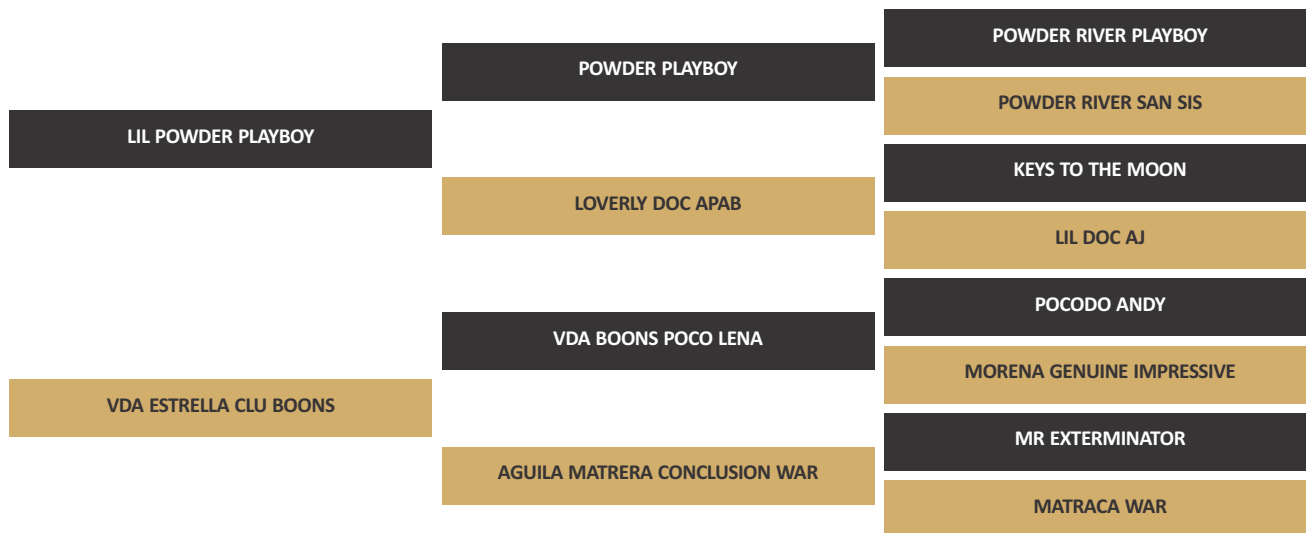 POWDER RIVER PLAYBOY
POWDER PLAYBOY
POWDER RIVER SAN SIS
LIL POWDER PLAYBOY
KEYS TO THE MOON
LOVERLY DOC APAB
LIL DOC AJ
POCODO ANDY
VDA BOONS POCO LENA
MORENA GENUINE IMPRESSIVE
VDA ESTRELLA CLU BOONS
MR EXTERMINATOR
AGUILA MATRERA CONCLUSION WAR
MATRACA WAR